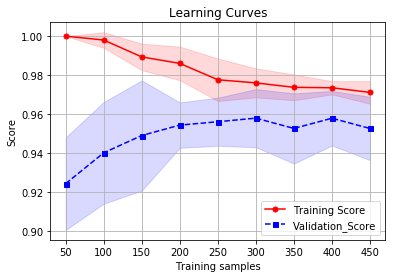 Learning Curves
1.00
0.98
0.96
0.94
0.92
0.90
Score
Training Score
Validation_Score
50 100 150 200 250 300 350 400 450
Training samples